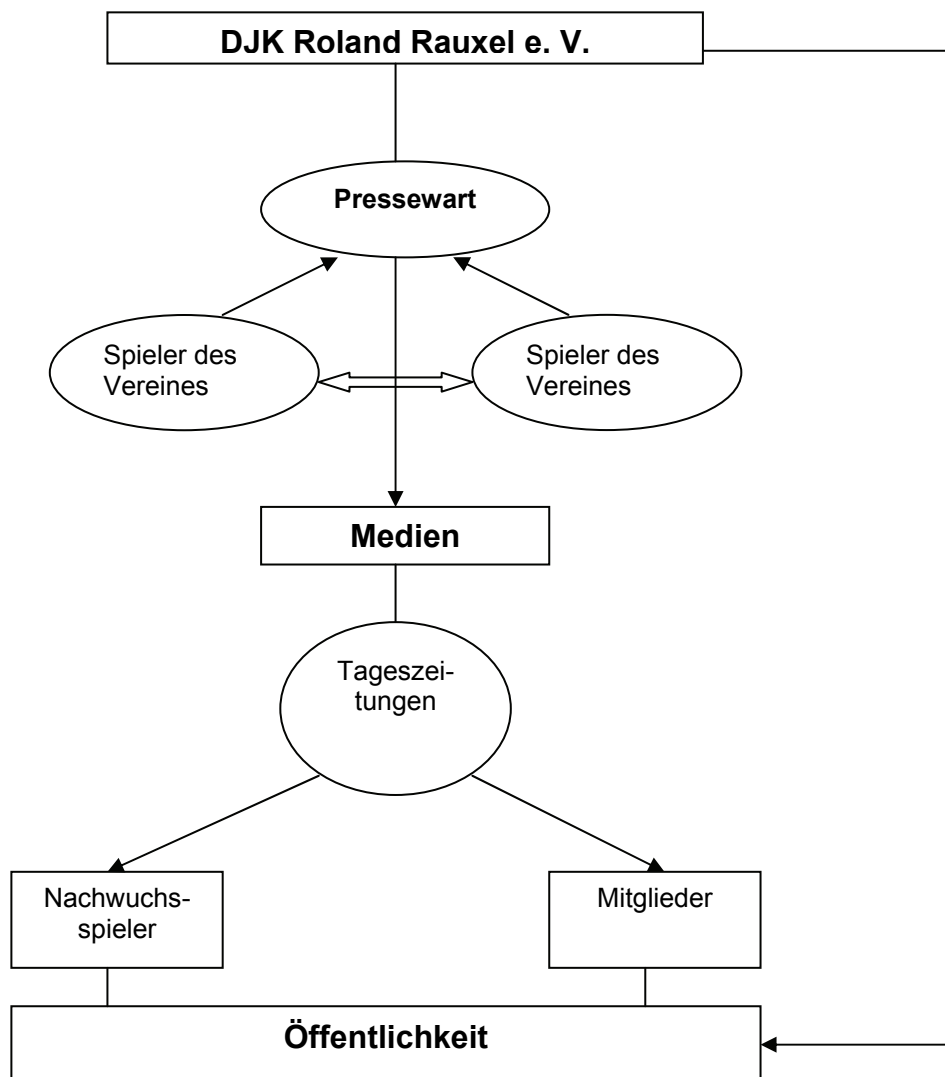 DJK Roland Rauxel e. V.
Pressewart
Spieler des
Vereines
Spieler des
Vereines
Medien
Tageszei-
tungen
Nachwuchs-
spieler
Mitglieder
Öffentlichkeit